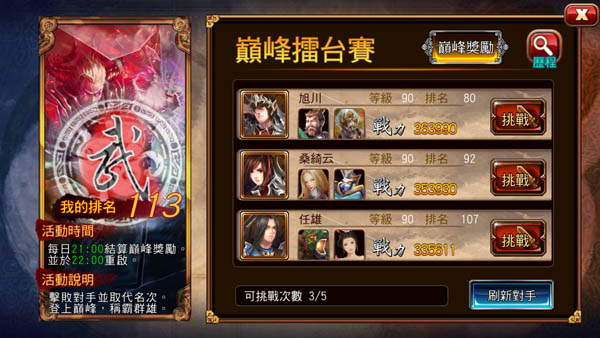 巔峰擂台賽
巔峰獎勵
歷程
旭川 等級 90 排名 80
戰力 353990
挑戰
桑綺云 等級 90 排名 92
戰力 353930
挑戰
任雄 等級 90 排名 107
戰力 335611
挑戰
可挑戰次數 3/5
刷新對手
武
我的排名 113
活動時間
每日21:00結算巔峰獎勵。
並於22:00重啟。
活動說明
擊敗對手並取代名次。
登上巔峰,稱霸群雄。